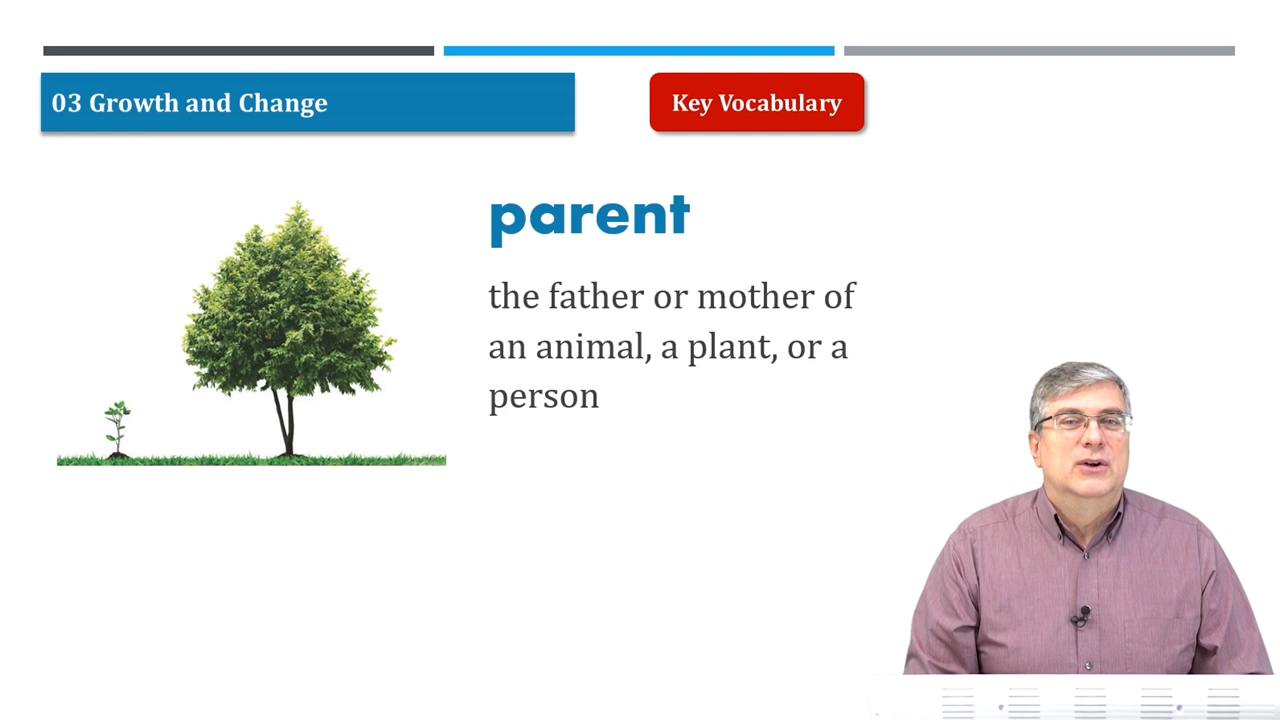 03 Growth and Change
Key Vocabulary
parent
the father or mother of
an animal, a plant, or a
person